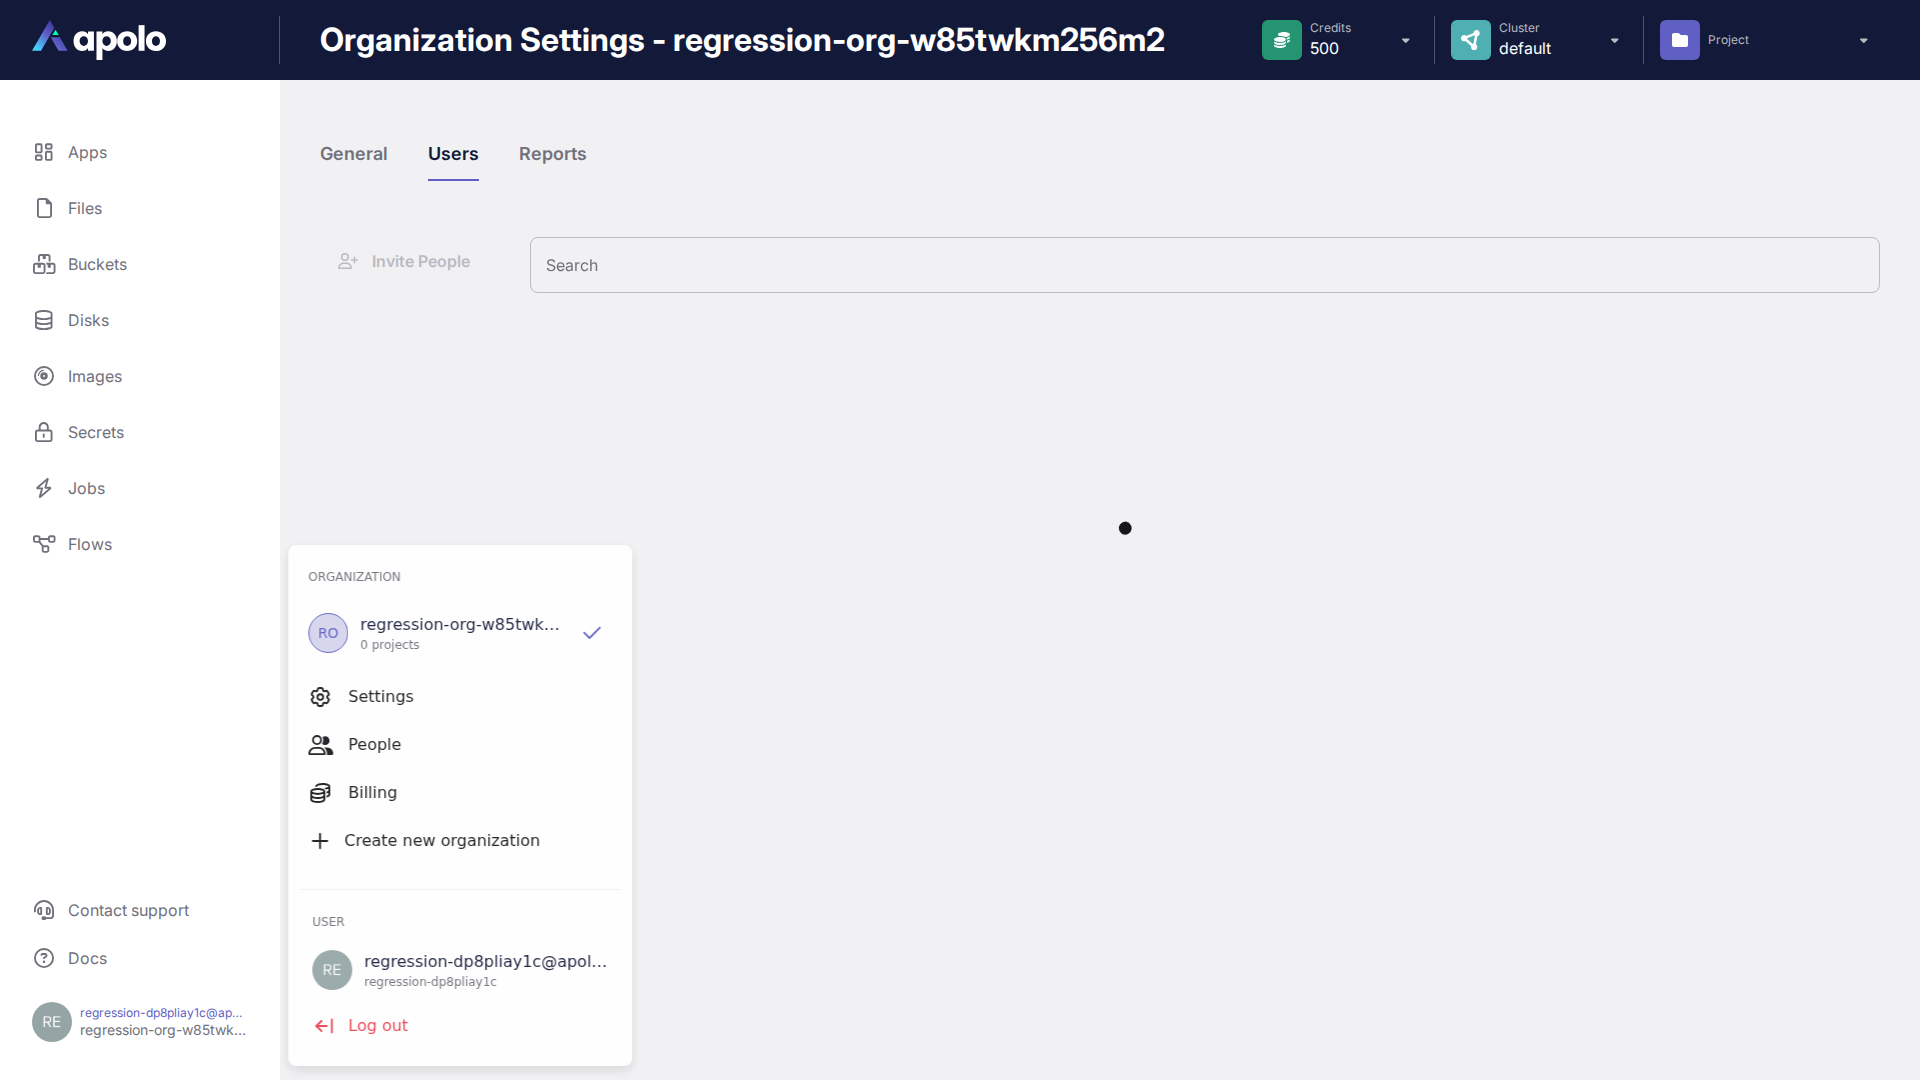 apolo
Organization Settings - regression-org-w85twkm256m2
Credits
500
Cluster
default
Project
Apps
Files
Buckets
Disks
Images
Secrets
Jobs
Flows
Contact support
Docs
RE
regression-dp8pliay1c@ap...
regression-org-w85twk...
General
Users
Reports
Invite People
Search
ORGANIZATION
RO
regression-org-w85twk...
0 projects
Settings
People
Billing
Create new organization
USER
RE
regression-dp8pliay1c@apol...
regression-dp8pliay1c
Log out